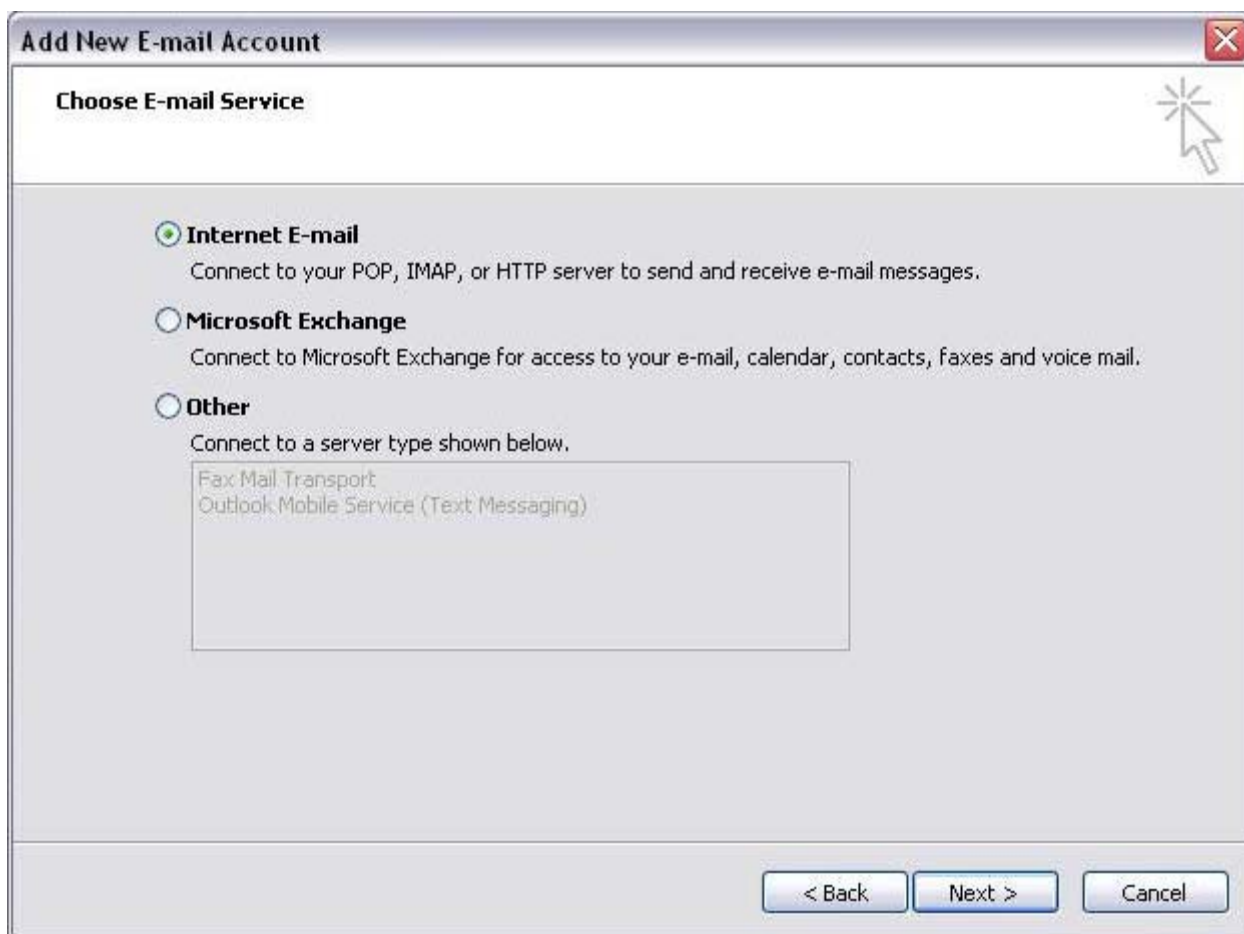 Add New E-mail Account
Choose E-mail Service
Internet E-mail
Connect to your POP, IMAP, or HTTP server to send and receive e-mail messages.
Microsoft Exchange
Connect to Microsoft Exchange for access to your e-mail, calendar, contacts, faxes and voice mail.
Other
Connect to a server type shown below.
Fax Mail Transport
Outlook Mobile Service (Text Messaging)
< Back Next > Cancel